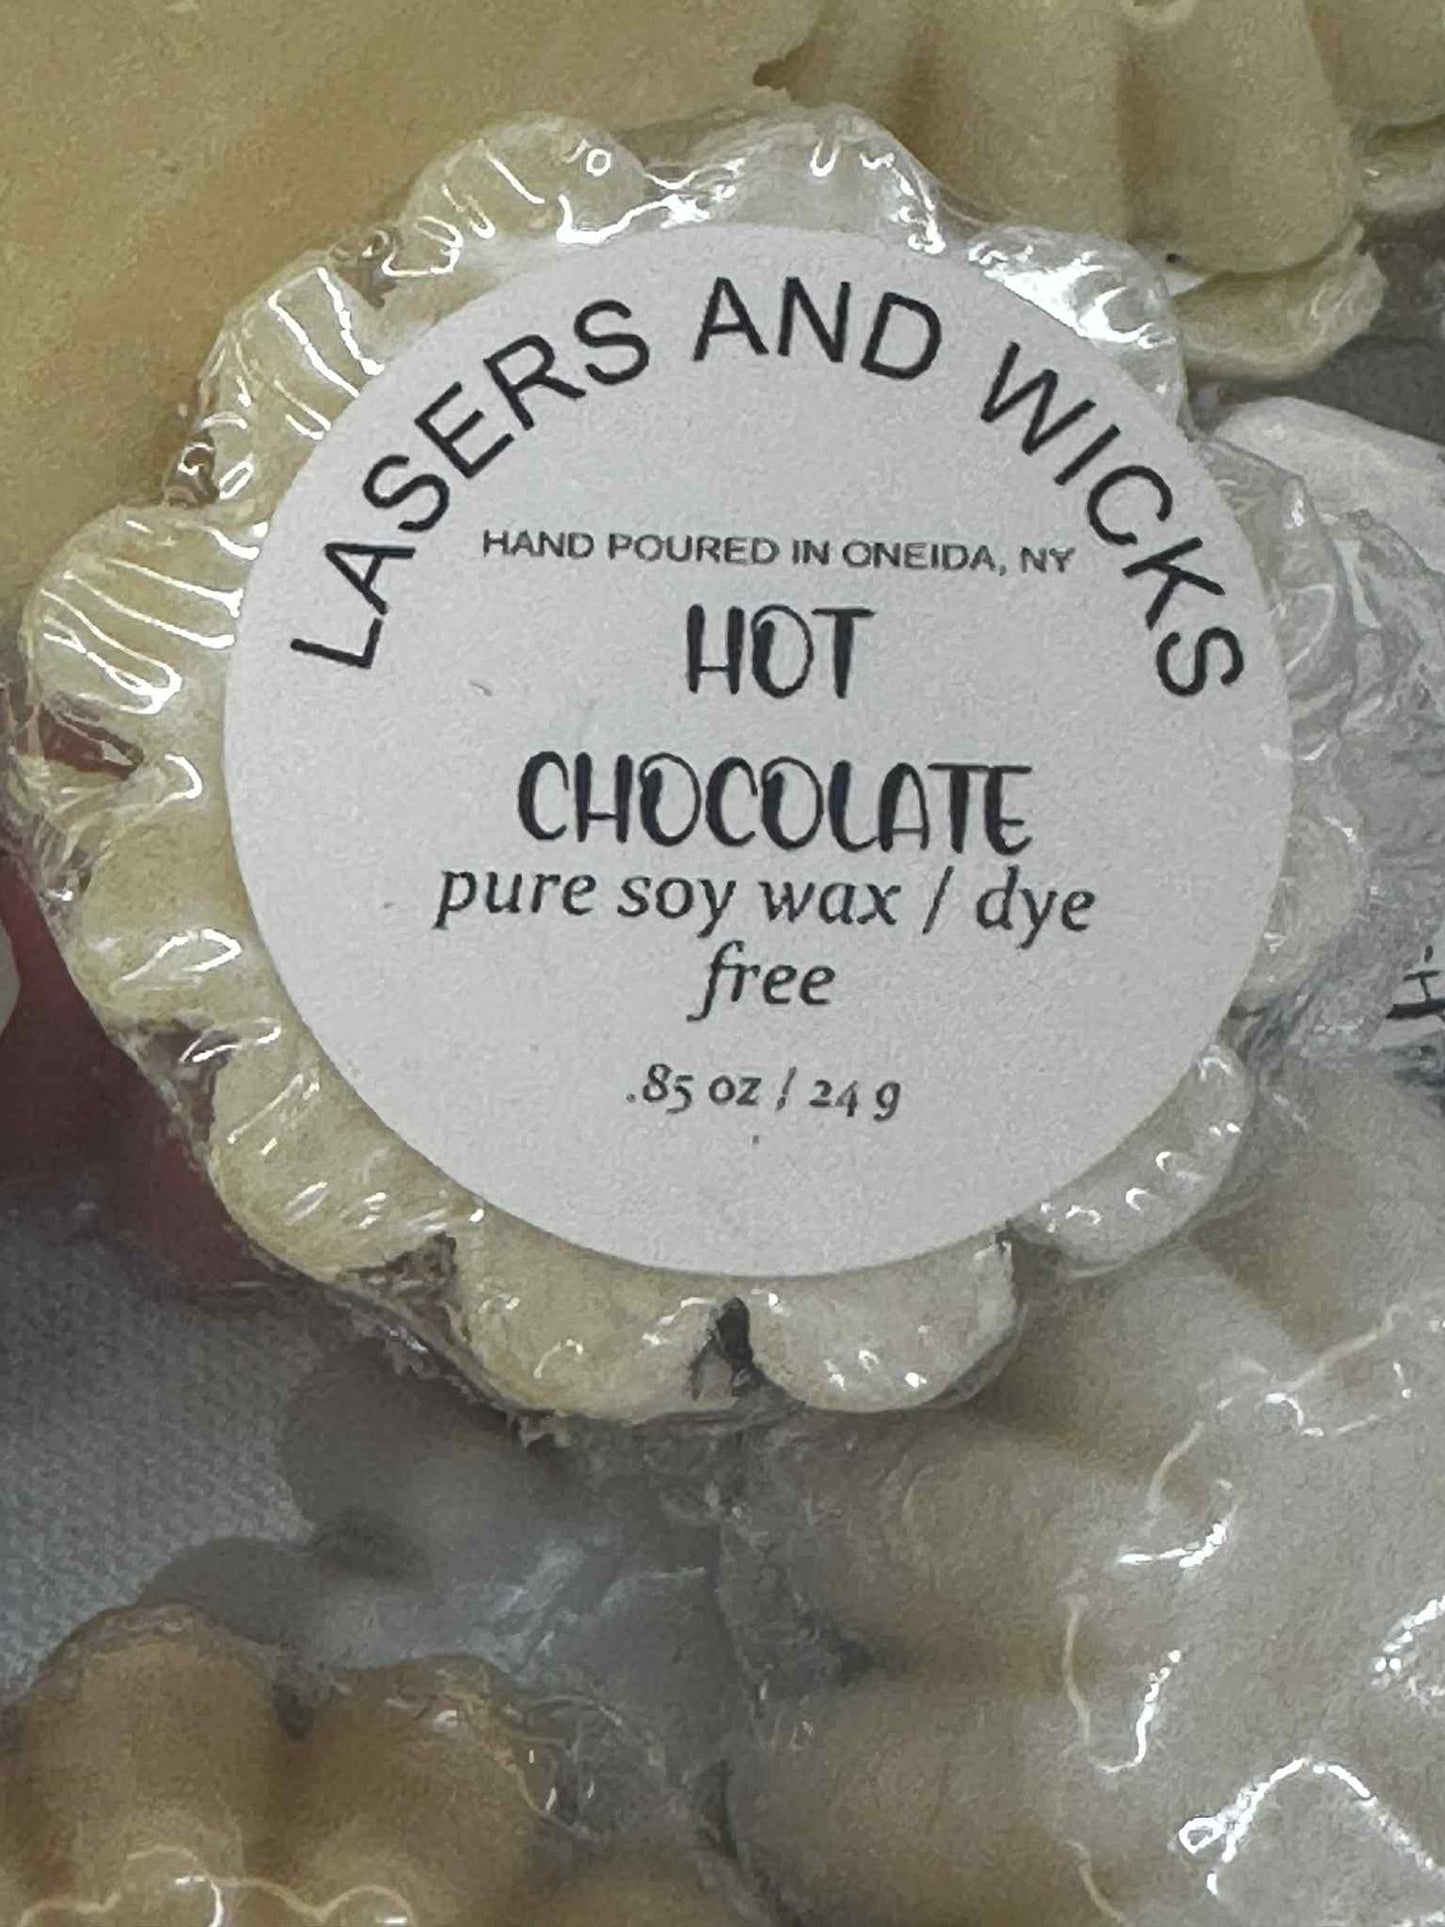 LASERS AND WICKS
HAND POURED IN ONEIDA, NY
HOT
CHOCOLATE
pure soy wax / dye
free
.85 oz / 24 g